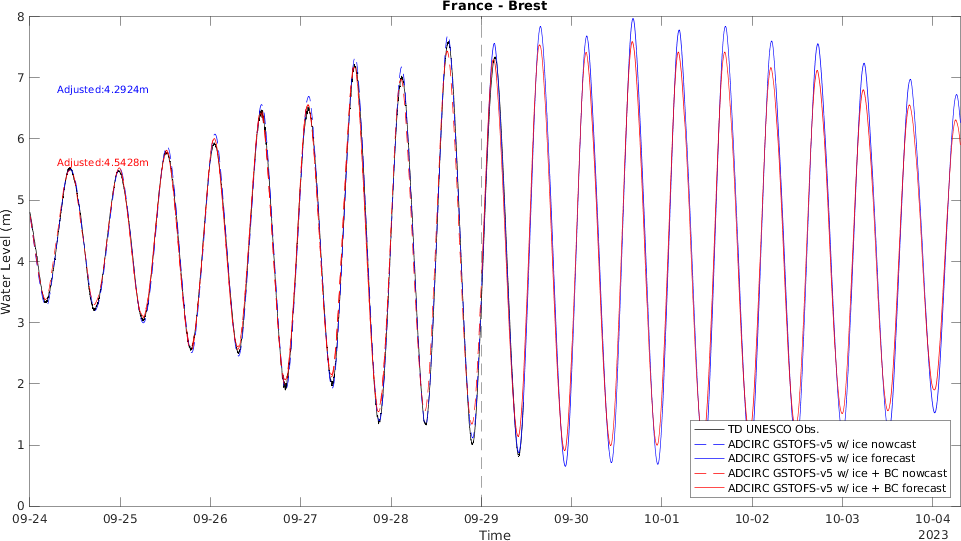 France - Brest
8
7
6
5
4
3
2
1
0
Water Level (m)
Adjusted:4.2924m
Adjusted:4.5428m
TD UNESCO Obs.
ADCIRC GSTOFS-v5 w/ ice nowcast
ADCIRC GSTOFS-v5 w/ ice forecast
ADCIRC GSTOFS-v5 w/ ice + BC nowcast
ADCIRC GSTOFS-v5 w/ ice + BC forecast
09-24 09-25 09-26 09-27 09-28 09-29 09-30 10-01 10-02 10-03 10-04
Time
2023